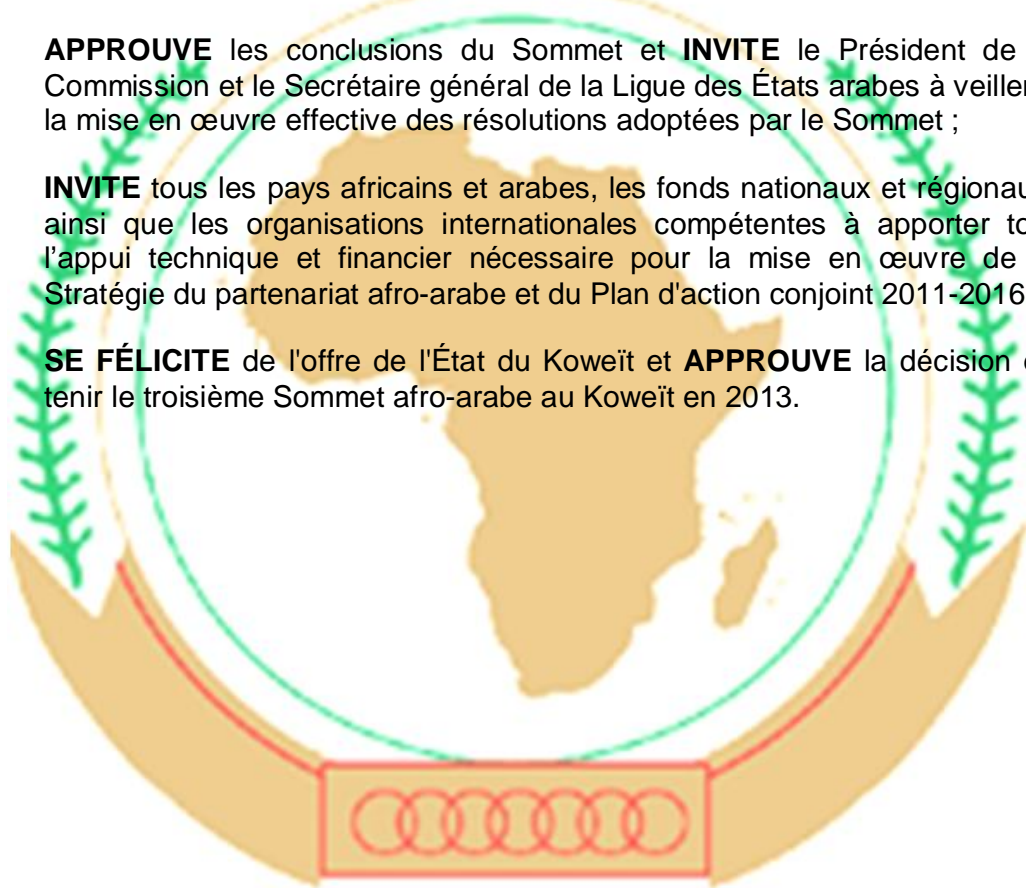 APPROUVE les conclusions du Sommet et INVITE le Président de
Commission et le Secrétaire général de la Ligue des États arabes à veiller
la mise en œuvre effective des résolutions adoptées par le Sommet ;
INVITE tous les pays africains et arabes, les fonds nationaux et régionau
ainsi que les organisations internationales compétentes à apporter to
l'appui technique et financier nécessaire pour la mise en œuvre de
Stratégie du partenariat afro-arabe et du Plan d'action conjoint 2011-2016
SE FÉLICITE de l'offre de l'État du Koweït et APPROUVE la décision
tenir le troisième Sommet afro-arabe au Koweït en 2013.